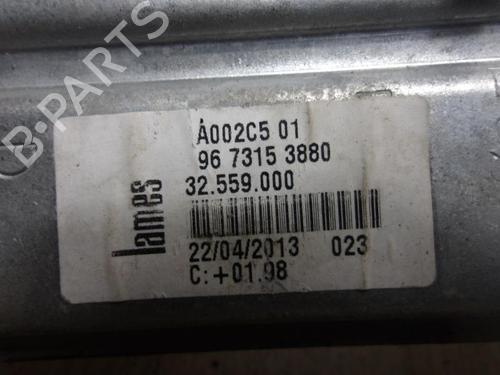 A002C5 01
96 7315 3880
32.559.000
lames
22/04/2013 023
C:+01.98
B-PARTS